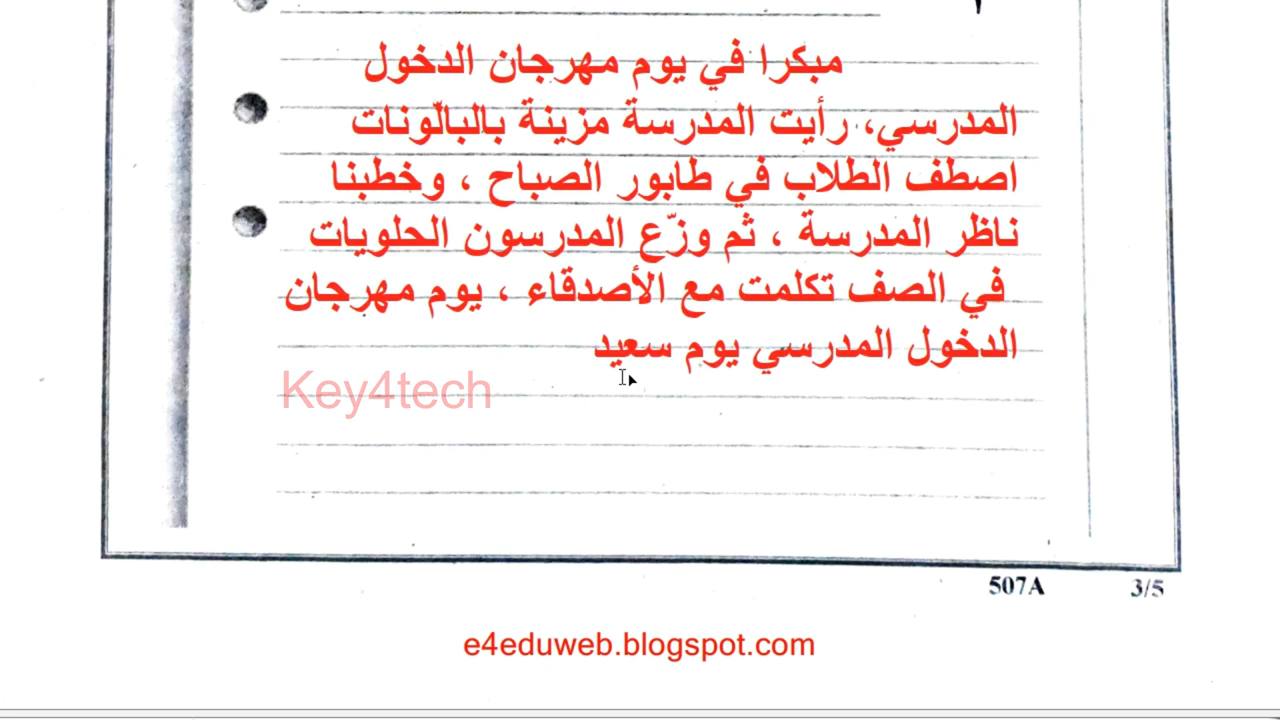 مبكرا في يوم مهرجان الدخول
المدرسي، رأيت المدرسة مزينة بالبالّونات
اصطف الطلاب في طابور الصباح ، وخطبنا
ناظر المدرسة ، ثم وزّع المدرسون الحلويات
في الصف تكلمت مع الأصدقاء ، يوم مهرجان
الدخول المدرسي يوم سعيد
Key4tech
507A 3/5
e4eduweb.blogspot.com